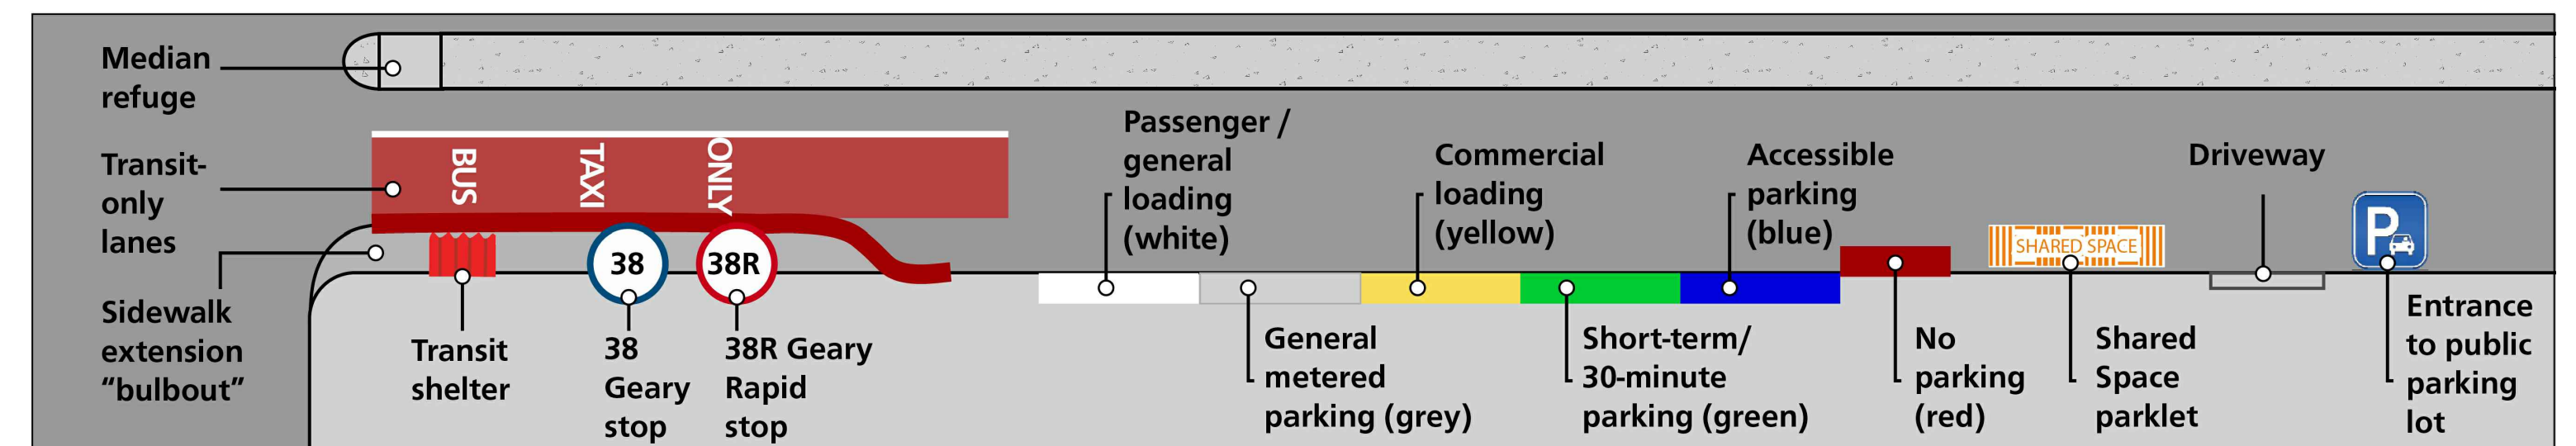 Median
refuge
Transit-
only
lanes
Sidewalk
extension
“bulbout”
BUS
TAXI
ONLY
Transit
shelter
38
38
Geary
stop
38R
38R Geary
Rapid
stop
Passenger /
general
loading
(white)
General
metered
parking (grey)
Commercial
loading
(yellow)
Short-term/
30-minute
parking (green)
Accessible
parking
(blue)
No
parking
(red)
SHARED SPACE
Shared
Space
parklet
Driveway
P
Entrance
to public
parking
lot